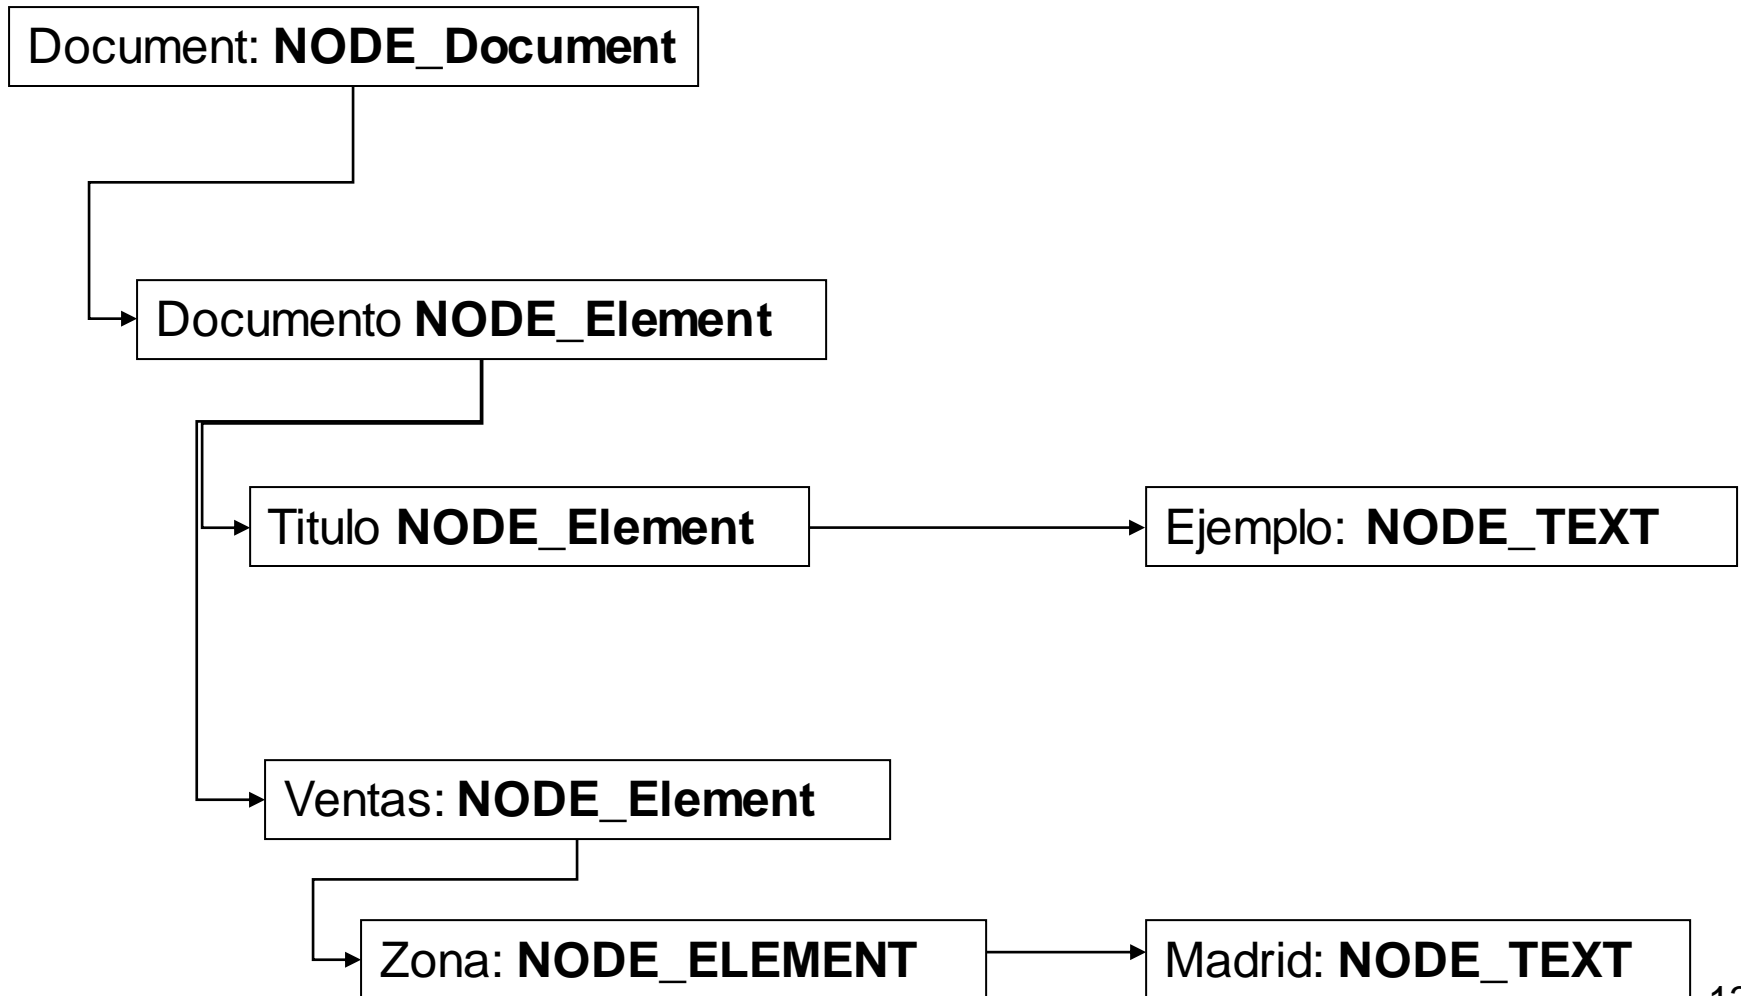 Document: NODE_Document
Documento NODE_Element
Titulo NODE_Element
Ejemplo: NODE_TEXT
Ventas: NODE_Element
Zona: NODE_ELEMENT
Madrid: NODE_TEXT